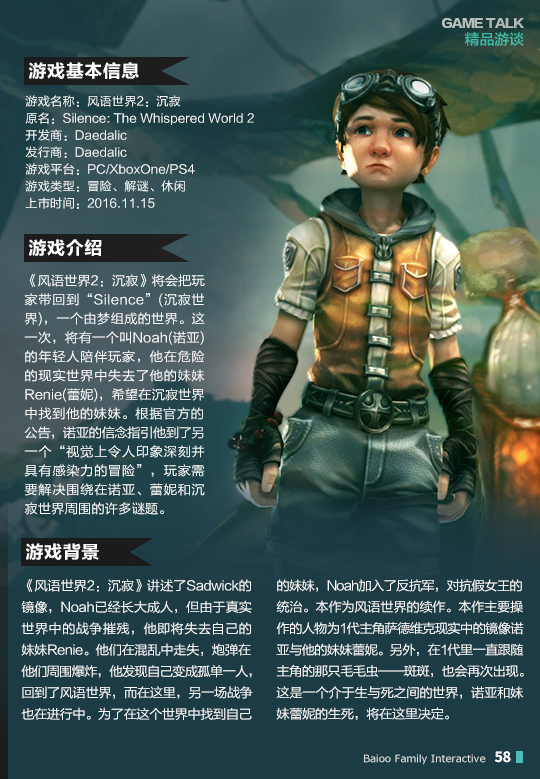 GAME TALK
精品游谈
游戏基本信息
游戏名称：风语世界2：沉寂
原名：Silence: The Whispered World 2
开发商：Daedalic
发行商：Daedalic
游戏平台：PC/XboxOne/PS4
游戏类型：冒险、解谜、休闲
上市时间：2016.11.15
游戏介绍
《风语世界2：沉寂》将会把玩
家带回到“Silence”(沉寂世
界)，一个由梦组成的世界。这
一次，将有一个叫Noah(诺亚)
的年轻人陪伴玩家，他在危险
的现实世界中失去了他的妹妹
Renie(蕾妮)，希望在沉寂世界
中找到他的妹妹。根据官方的
公告，诺亚的信念指引他到了另
一个“视觉上令人印象深刻并
具有感染力的冒险”，玩家需
要解决围绕在诺亚、蕾妮和沉
寂世界周围的许多谜题。
游戏背景
《风语世界2：沉寂》讲述了Sadwick的
镜像，Noah已经长大成人，但由于真实
世界中的战争摧残，他即将失去自己的
妹妹Renie。他们在混乱中走失，炮弹在
他们周围爆炸，他发现自己变成孤单一人，
回到了风语世界，而在这里，另一场战争
也在进行中。为了在这个世界中找到自己
的妹妹，Noah加入了反抗军，对抗假女王的
统治。本作为风语世界的续作。本作主要操
作的人物为1代主角萨德维克现实中的镜像诺
亚与他的妹妹蕾妮。另外，在1代里一直跟随
主角的那只毛毛虫——斑斑，也会再次出现。
这是一个介于生与死之间的世界，诺亚和妹
妹蕾妮的生死，将在这里决定。
Baioo Family Interactive 58